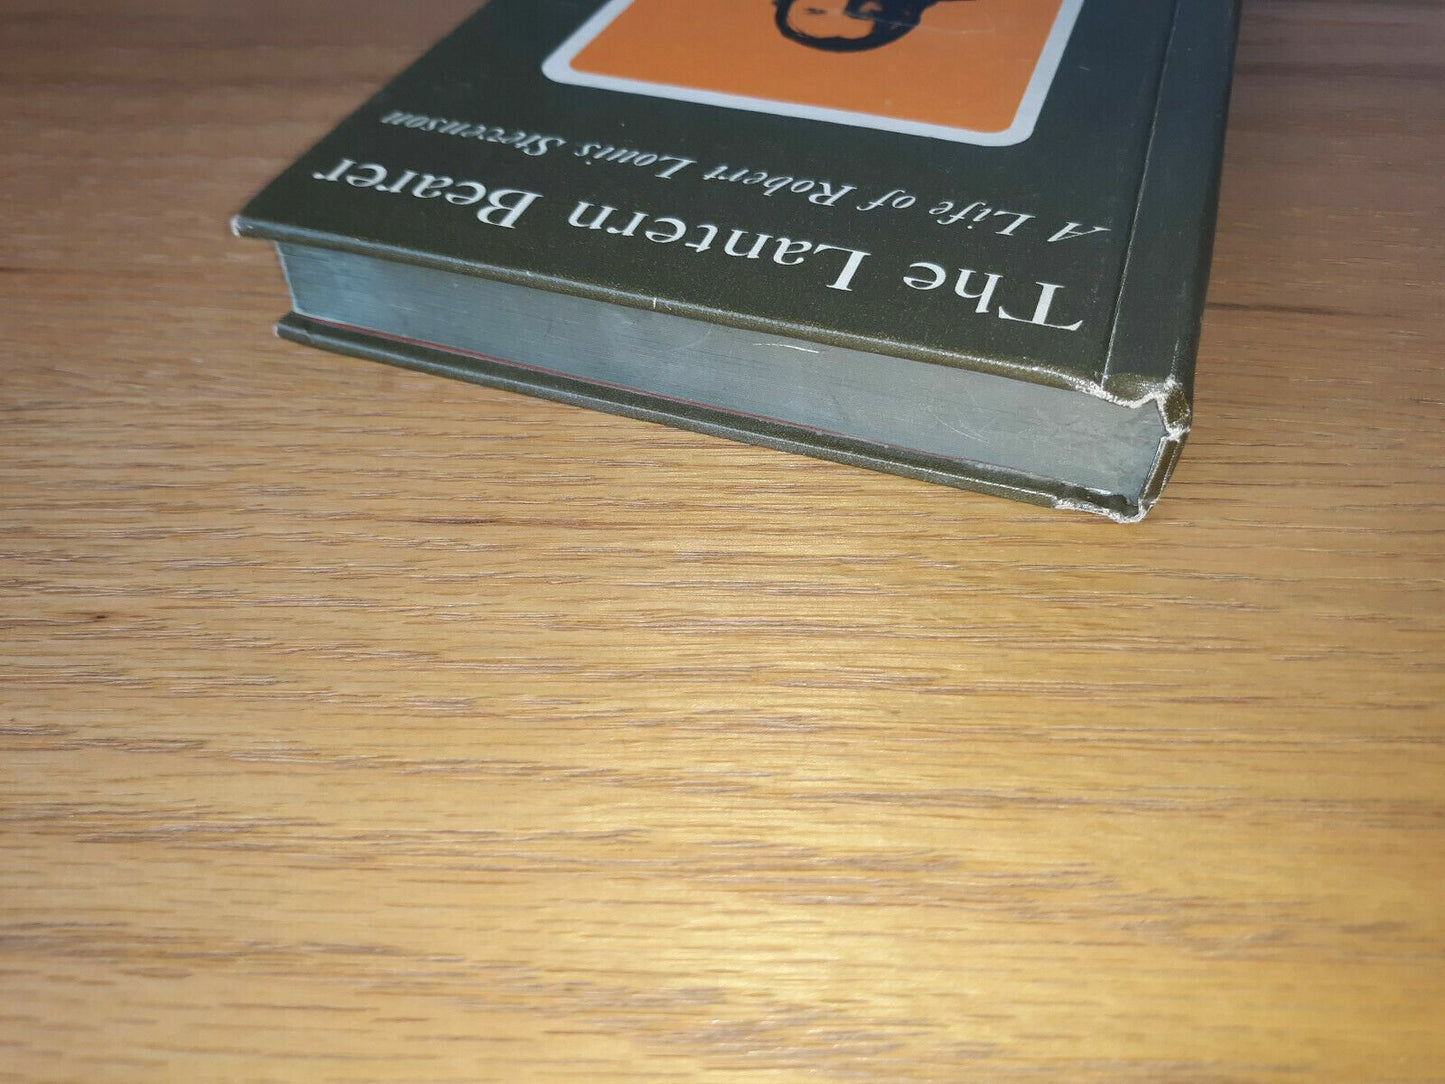 The Lantern Bearer
A Life of Robert Louis Stevenson